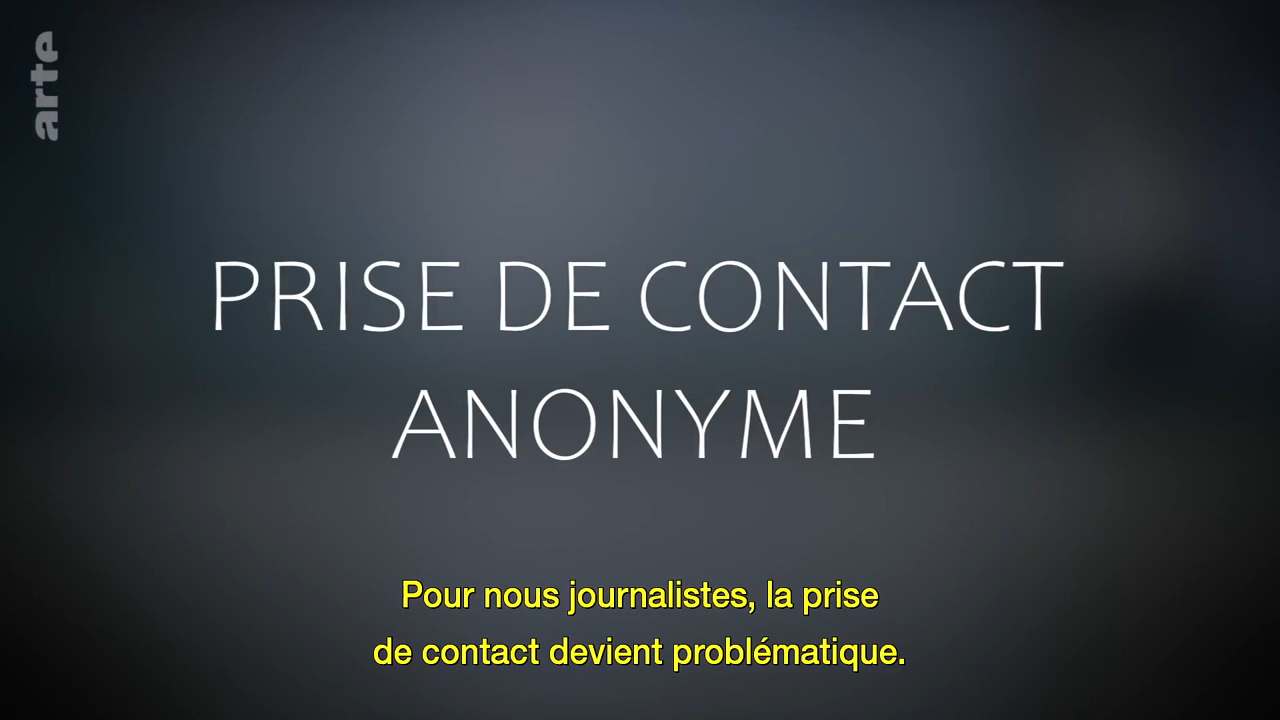 arte
PRISE DE CONTACT
ANONYME
Pour nous journalistes, la prise
de contact devient problématique.